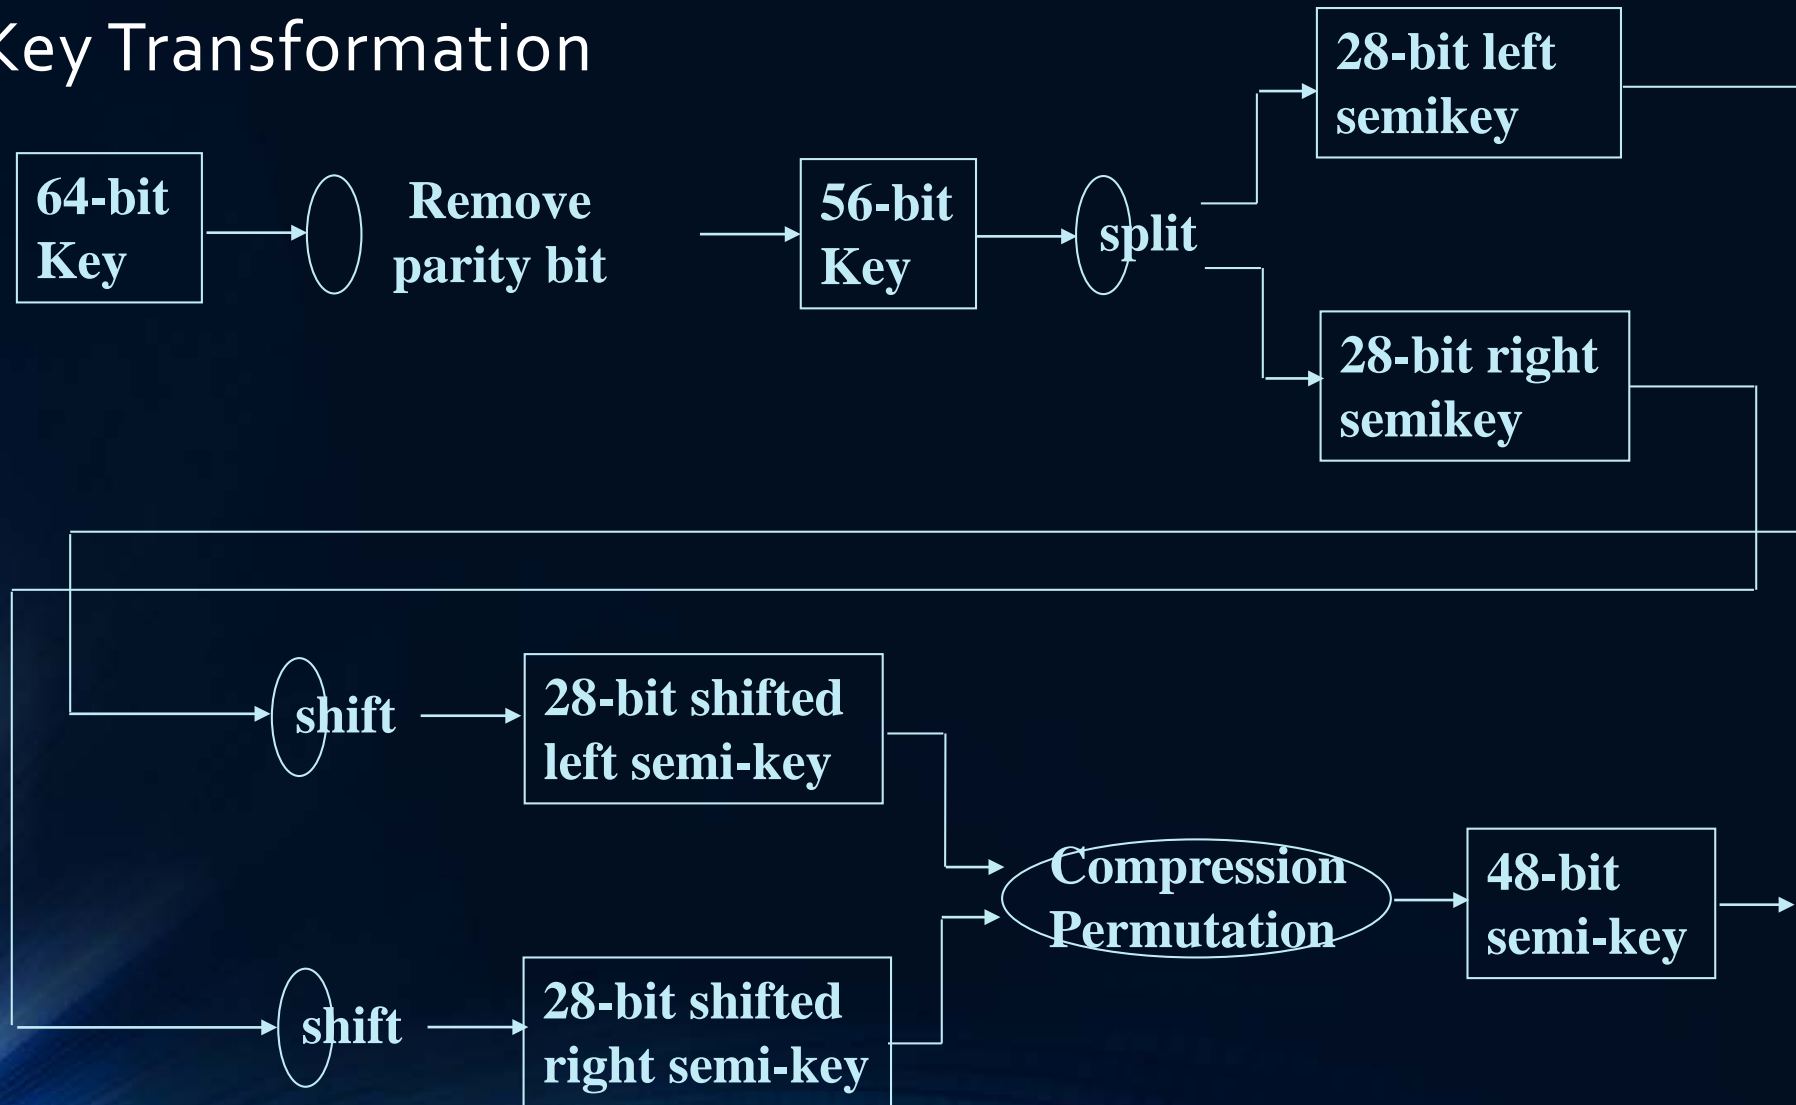 Key Transformation
28-bit left
semikey
64-bit
Key
Remove
parity bit
56-bit
Key
split
28-bit right
semikey
shift
28-bit shifted
left semi-key
Compression
Permutation
48-bit
semi-key
shift
28-bit shifted
right semi-key